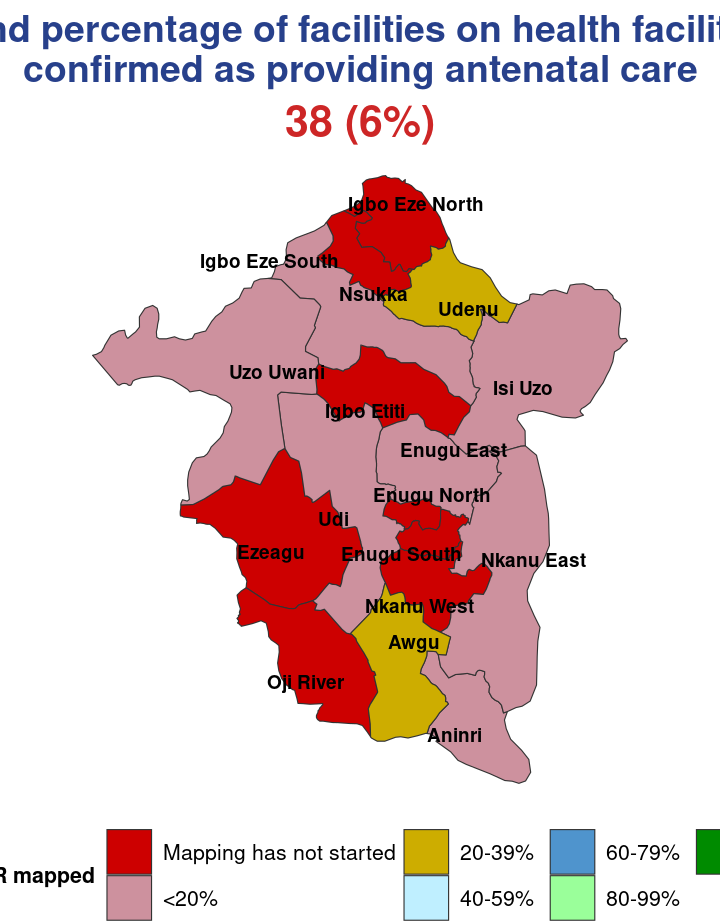 nd percentage of facilities on health facilit
confirmed as providing antenatal care
38 (6%)
Igbo Eze North
Igbo Eze South
Nsukka
Udenu
Uzo Uwani
Isi Uzo
Igbo Etiti
Enugu East
Enugu North
Udi
Ezeagu
Enugu South
Nkanu East
Nkanu West
Awgu
Oji River
Aninri
R mapped
Mapping has not started
20-39%
60-79%
<20%
40-59%
80-99%